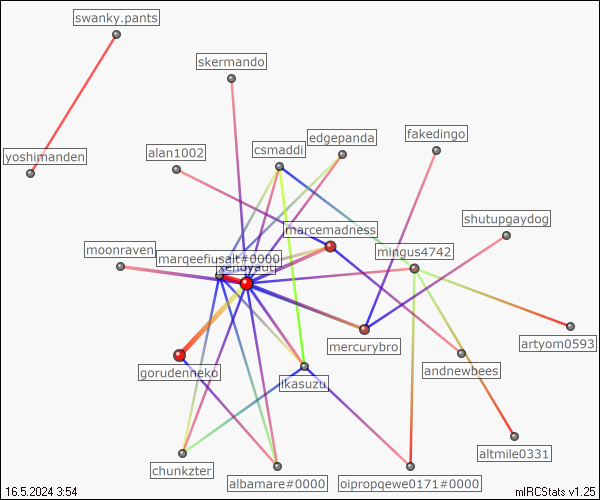 swanky.pants
skermando
fakedingo
edgepanda
csmaddi
alan1002
yoshimanden
shutupgaydog
marcemadness
moonraven
mingus4742
marqeefiusalt#0000
artyom0593
mercurybro
andnewbees
gorudenneko
ikasuzu
altmile0331
chunkzter
albamare#0000
oipropqewe0171#0000
16.5.2024 3:54
mIRCStats v1.25